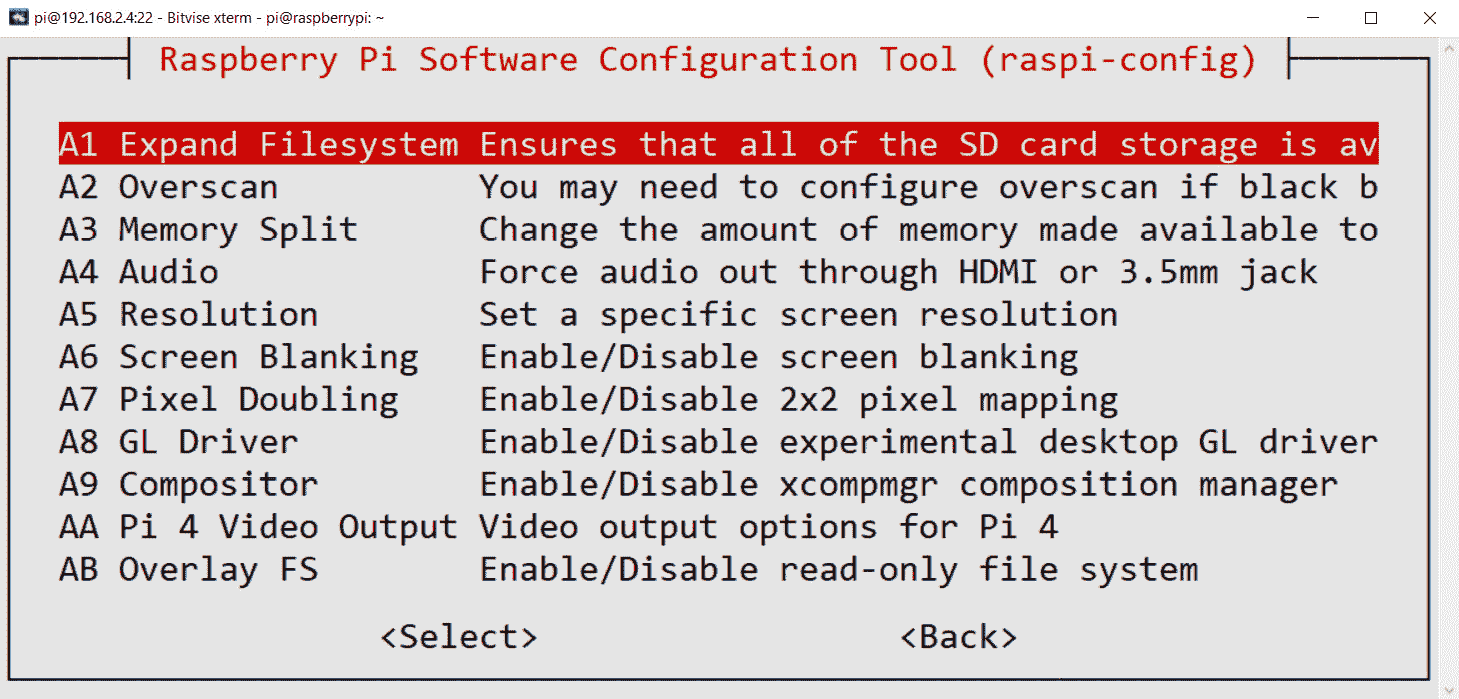 pi@192.168.2.4:22 - Bitvise xterm - pi@raspberrypi: ~
Raspberry Pi Software Configuration Tool (raspi-config)
A1 Expand Filesystem Ensures that all of the SD card storage is av
A2 Overscan You may need to configure overscan if black b
A3 Memory Split Change the amount of memory made available to
A4 Audio Force audio out through HDMI or 3.5mm jack
A5 Resolution Set a specific screen resolution
A6 Screen Blanking Enable/Disable screen blanking
A7 Pixel Doubling Enable/Disable 2x2 pixel mapping
A8 GL Driver Enable/Disable experimental desktop GL driver
A9 Compositor Enable/Disable xcompmgr composition manager
AA Pi 4 Video Output Video output options for Pi 4
AB Overlay FS Enable/Disable read-only file system
<Select> <Back>